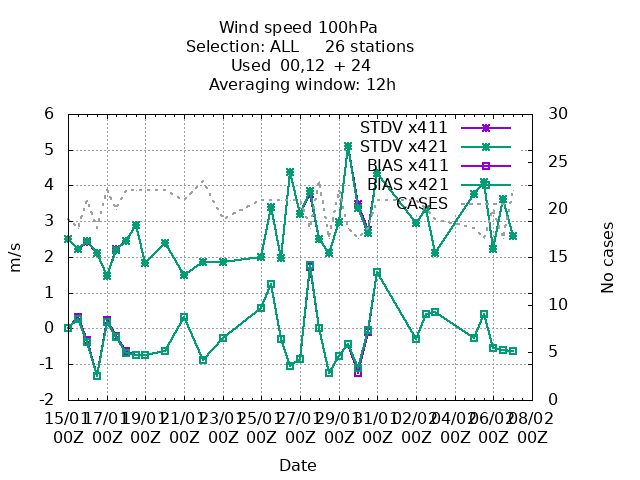 Wind speed 100hPa
Selection: ALL     26 stations
Used  00,12  + 24
Averaging window: 12h
6
5
4
3
2
1
0
-1
-2
m/s
30
25
20
15
10
5
0
No cases
STDV x411
STDV x421
BIAS x411
BIAS x421
CASES
15/01 17/01 19/01 21/01 23/01 25/01 27/01 29/01 31/01 02/02 04/02 06/02 08/02
00Z 00Z 00Z 00Z 00Z 00Z 00Z 00Z 00Z 00Z 00Z 00Z 00Z
Date